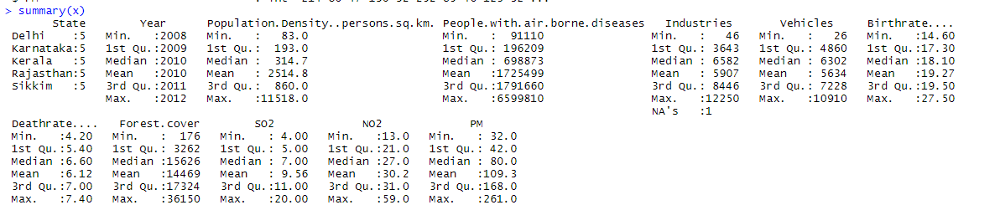 > summary(x)
State Year Population.Density..persons.sq.km. People.with.air.borne.diseases Industries Vehicles Birthrate....
Delhi :5 Min. :2008 Min. : 83.0 Min. : 91110 Min. : 46 Min. : 26 Min. :14.60
Karnataka:5 1st Qu.:2009 1st Qu.: 193.0 1st Qu.: 196209 1st Qu.: 3643 1st Qu.: 4860 1st Qu.:17.30
Kerala :5 Median :2010 Median : 314.7 Median : 698873 Median : 6582 Median : 6302 Median :18.10
Rajasthan:5 Mean :2010 Mean : 2514.8 Mean :1725499 Mean : 5907 Mean : 5634 Mean :19.27
Sikkim :5 3rd Qu.:2011 3rd Qu.: 860.0 3rd Qu.:1791660 3rd Qu.: 8446 3rd Qu.: 7228 3rd Qu.:19.50
Max. :2012 Max. :11518.0 Max. :6599810 Max. :12250 Max. :10910 Max. :27.50
NA's :1
Deathrate.... Forest.cover SO2 NO2 PM
Min. :4.20 Min. : 176 Min. : 4.00 Min. :13.0 Min. : 32.0
1st Qu.:5.40 1st Qu.: 3262 1st Qu.: 5.00 1st Qu.:21.0 1st Qu.: 42.0
Median :6.60 Median :15626 Median : 7.00 Median :27.0 Median : 80.0
Mean :6.12 Mean :14469 Mean : 9.56 Mean :30.2 Mean :109.3
3rd Qu.:7.00 3rd Qu.:17324 3rd Qu.:11.00 3rd Qu.:31.0 3rd Qu.:168.0
Max. :7.40 Max. :36150 Max. :20.00 Max. :59.0 Max. :261.0